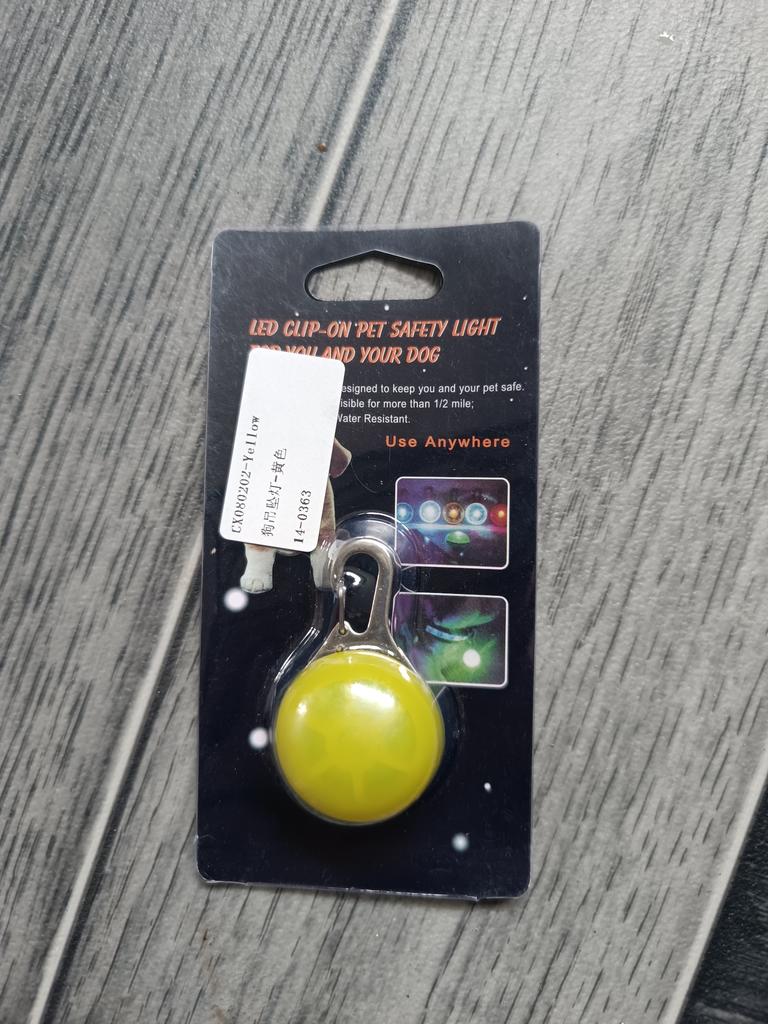 LED CLIP-ON PET SAFETY LIGHT
YOU AND YOUR DOG
esigned to keep you and your pet safe.
isible for more than 1/2 mile;
Water Resistant.
Use Anywhere
CX080202-Yellow
狗吊坠灯-黄色
14-0363